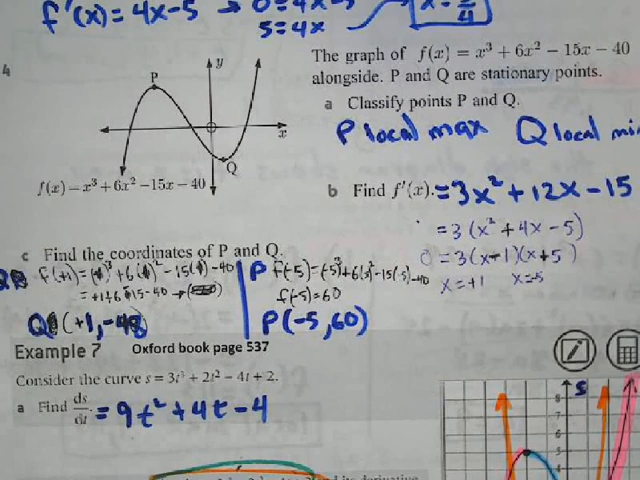 f'(x) = 4x - 5 → 0 = 4x - 5
5 = 4x
4
The graph of f(x) = x³ + 6x² − 15x − 40
alongside. P and Q are stationary points.
a Classify points P and Q.
P local max Q local min
P
y
x
Q
f(x) = x³ + 6x² − 15x − 40
b Find f'(x). = 3x² + 12x - 15
= 3(x² + 4x - 5)
0 = 3(x - 1)(x + 5)
x = +1 x = -5
c Find the coordinates of P and Q.
P f(-5) = (-5)³ + 6(-5)² - 15(-5) - 40
f(-5) = 60
Q (+1, -48)
P(-5, 60)
Example 7 Oxford book page 537
Consider the curve s = 3t³ + 2t² − 4t + 2.
a Find ds/dt = 9t² + 4t - 4
S
8
5
4